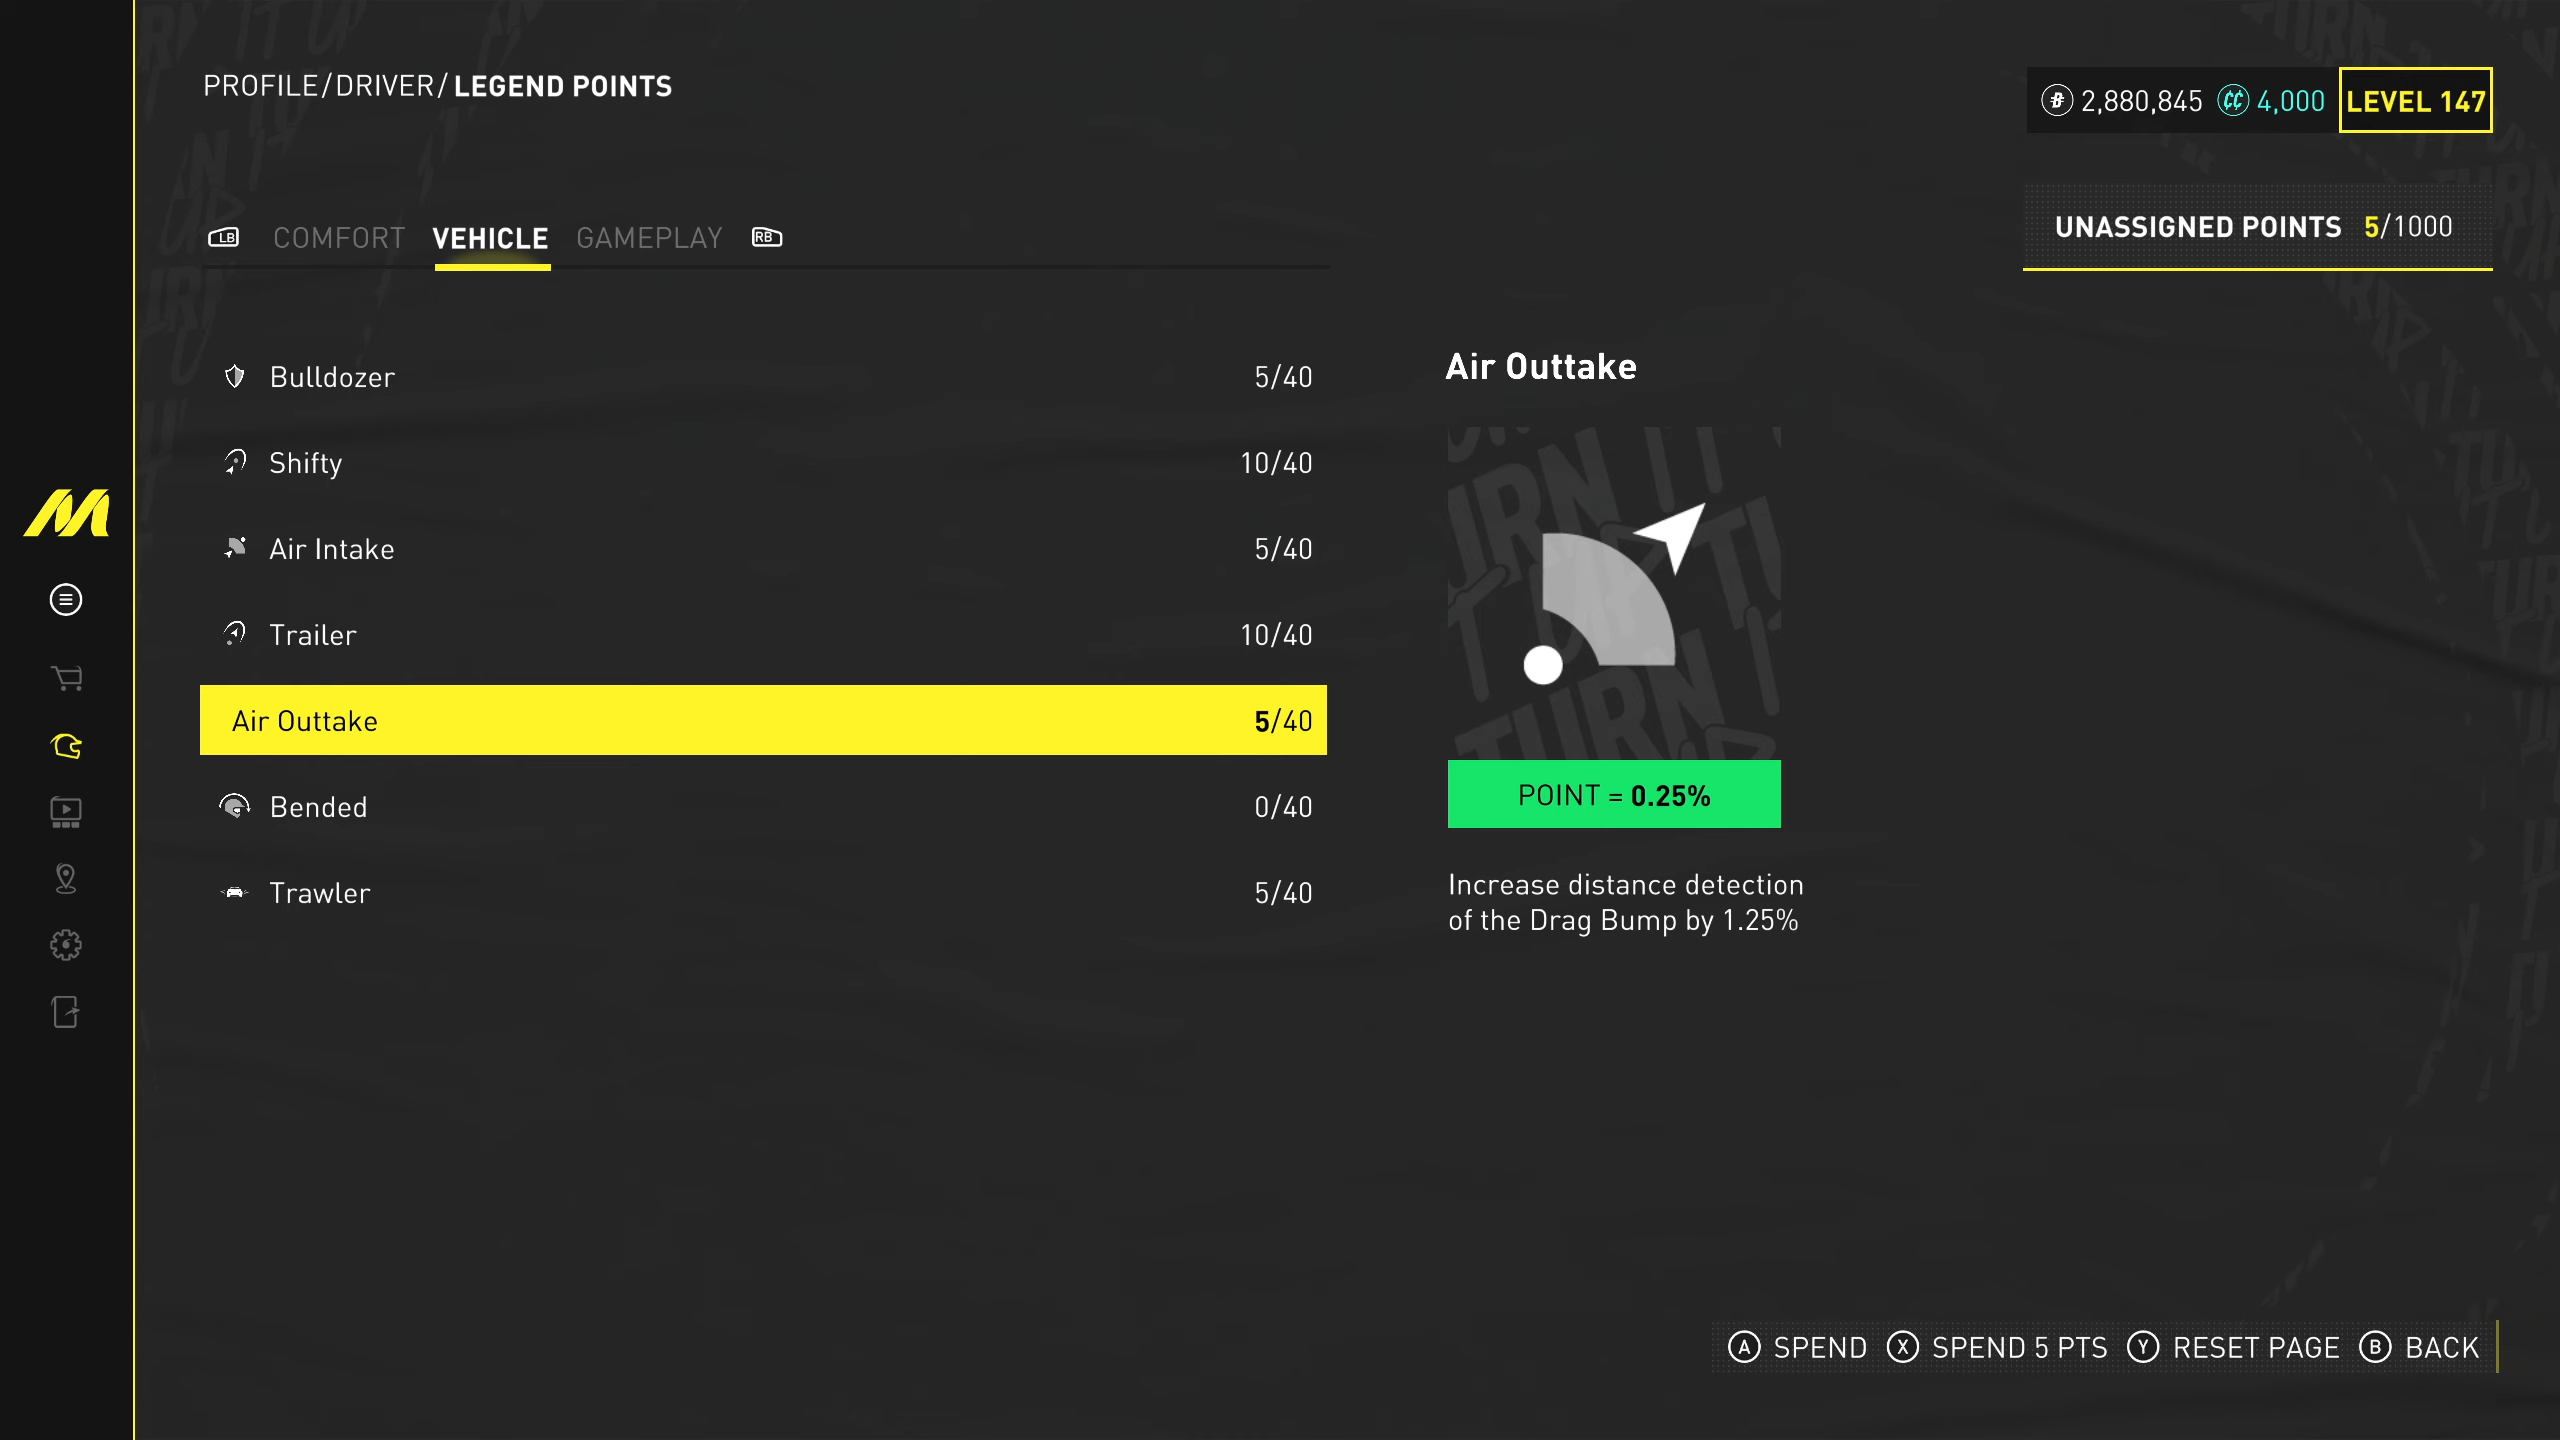 PROFILE/DRIVER/LEGEND POINTS
2,880,845 4,000 LEVEL 147
UNASSIGNED POINTS 5/1000
LB COMFORT VEHICLE GAMEPLAY RB
Bulldozer 5/40
Shifty 10/40
Air Intake 5/40
Trailer 10/40
Air Outtake 5/40
Bended 0/40
Trawler 5/40
Air Outtake
POINT = 0.25%
Increase distance detection
of the Drag Bump by 1.25%
A SPEND X SPEND 5 PTS Y RESET PAGE B BACK